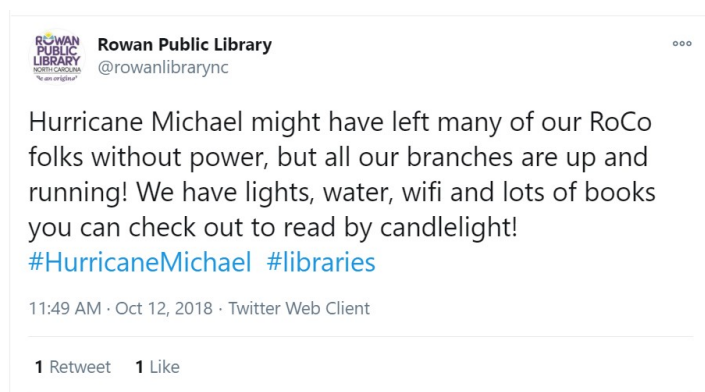 ROWAN
PUBLIC
LIBRARY
NORTH CAROLINA
Rowan Public Library
@rowanlibrarync
Hurricane Michael might have left many of our RoCo
folks without power, but all our branches are up and
running! We have lights, water, wifi and lots of books
you can check out to read by candlelight!
#HurricaneMichael #libraries
11:49 AM · Oct 12, 2018 · Twitter Web Client
1 Retweet 1 Like